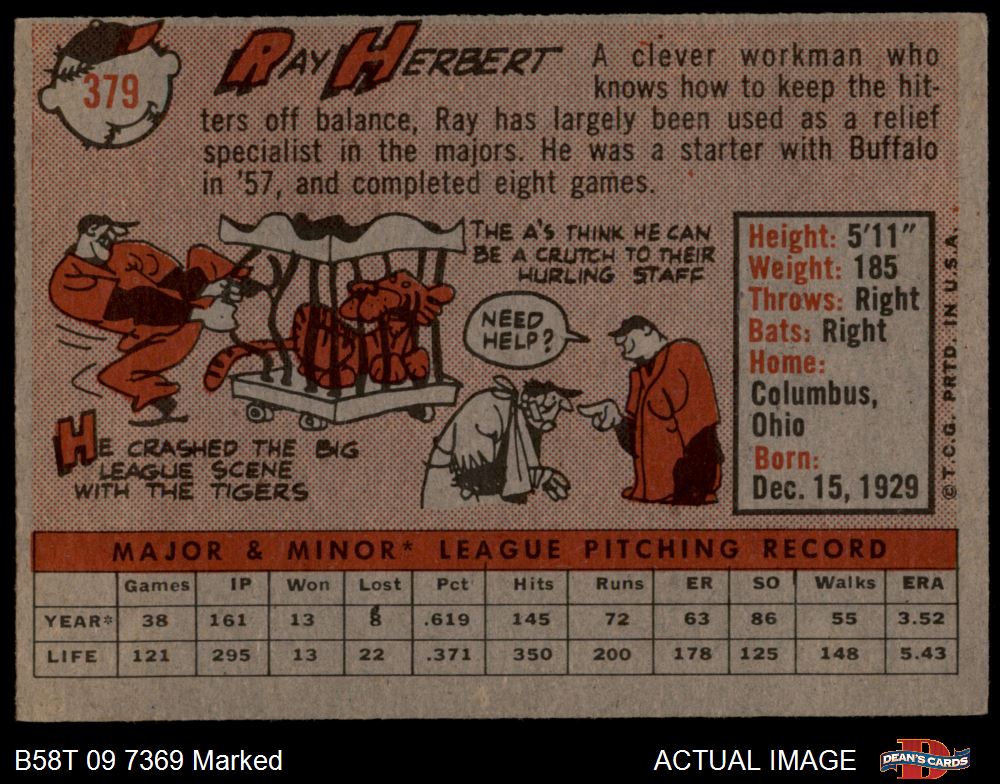 379
RAY HERBERT
A clever workman who
knows how to keep the hit-
ters off balance, Ray has largely been used as a relief
specialist in the majors. He was a starter with Buffalo
in '57, and completed eight games.
THE A'S THINK HE CAN
BE A CRUTCH TO THEIR
HURLING STAFF
NEED
HELP?
HE CRASHED THE BIG
LEAGUE SCENE
WITH THE TIGERS
Height: 5'11"
Weight: 185
Throws: Right
Bats: Right
Home:
Columbus,
Ohio
Born:
Dec. 15, 1929
© T.C.G. PRTD. IN U.S.A.
MAJOR & MINOR* LEAGUE PITCHING RECORD
Games IP Won Lost Pct Hits Runs ER SO Walks ERA
YEAR* 38 161 13 8 .619 145 72 63 86 55 3.52
LIFE 121 295 13 22 .371 350 200 178 125 148 5.43
B58T 09 7369 Marked
ACTUAL IMAGE
DEAN'S CARDS